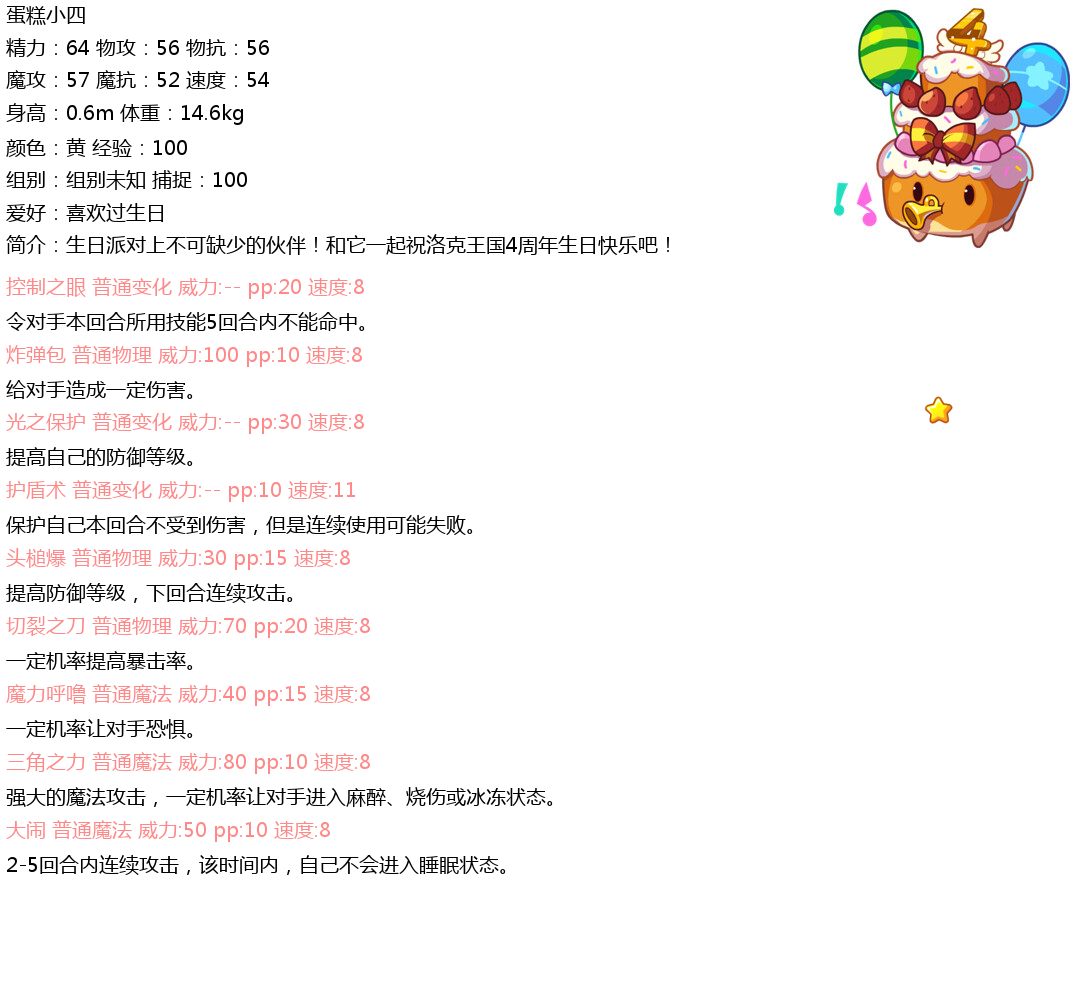 蛋糕小四
精力：64 物攻：56 物抗：56
魔攻：57 魔抗：52 速度：54
身高：0.6m 体重：14.6kg
颜色：黄 经验：100
组别：组别未知 捕捉：100
爱好：喜欢过生日
简介：生日派对上不可缺少的伙伴！和它一起祝洛克王国4周年生日快乐吧！
4
控制之眼 普通变化 威力:-- pp:20 速度:8
令对手本回合所用技能5回合内不能命中。
炸弹包 普通物理 威力:100 pp:10 速度:8
给对手造成一定伤害。
光之保护 普通变化 威力:-- pp:30 速度:8
提高自己的防御等级。
护盾术 普通变化 威力:-- pp:10 速度:11
保护自己本回合不受到伤害，但是连续使用可能失败。
头槌爆 普通物理 威力:30 pp:15 速度:8
提高防御等级，下回合连续攻击。
切裂之刀 普通物理 威力:70 pp:20 速度:8
一定机率提高暴击率。
魔力呼噜 普通魔法 威力:40 pp:15 速度:8
一定机率让对手恐惧。
三角之力 普通魔法 威力:80 pp:10 速度:8
强大的魔法攻击，一定机率让对手进入麻醉、烧伤或冰冻状态。
大闹 普通魔法 威力:50 pp:10 速度:8
2-5回合内连续攻击，该时间内，自己不会进入睡眠状态。